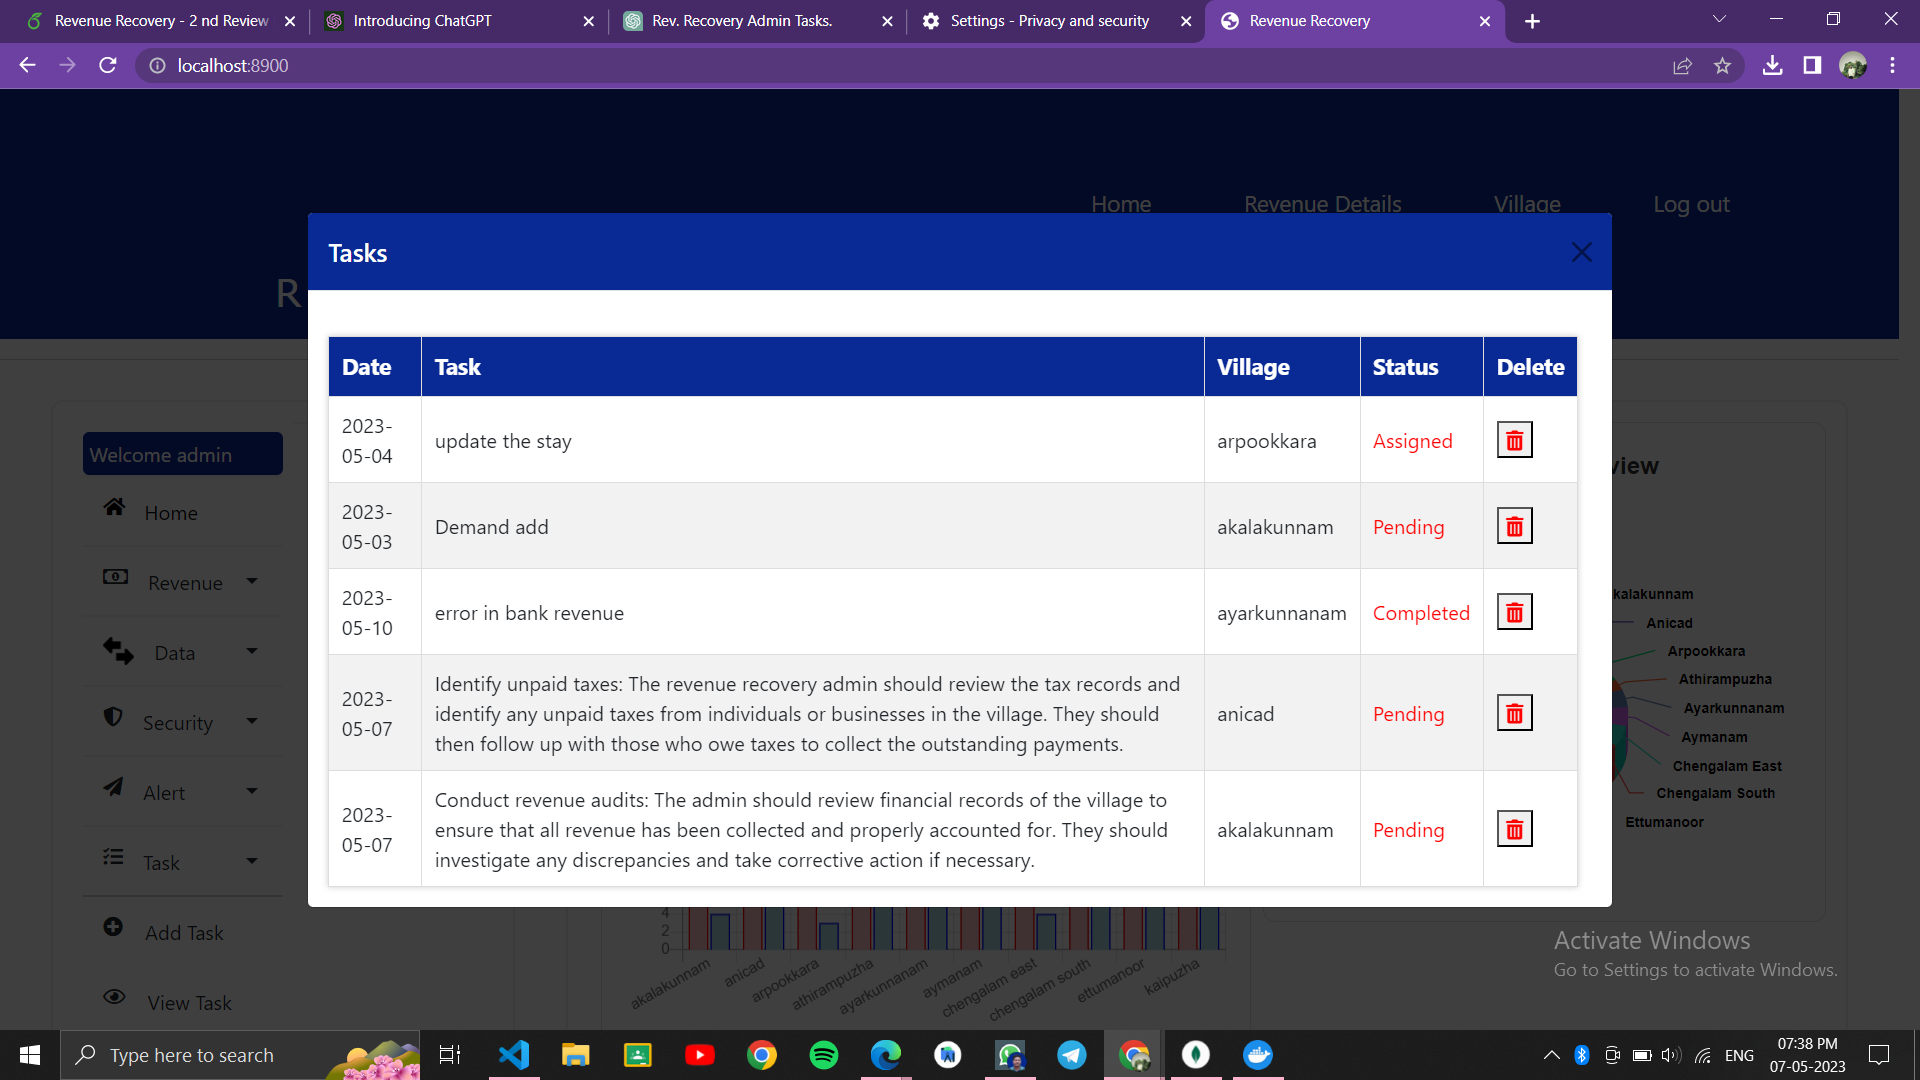 Revenue Recovery - 2 nd Review
Introducing ChatGPT
Rev. Recovery Admin Tasks.
Settings - Privacy and security
Revenue Recovery
localhost:8900
Home
Revenue Details
Village
Log out
R
Tasks
Date Task Village Status Delete
2023-
05-04
update the stay
arpookkara
Assigned
2023-
05-03
Demand add
akalakunnam
Pending
2023-
05-10
error in bank revenue
ayarkunnanam
Completed
2023-
05-07
Identify unpaid taxes: The revenue recovery admin should review the tax records and
identify any unpaid taxes from individuals or businesses in the village. They should
then follow up with those who owe taxes to collect the outstanding payments.
anicad
Pending
2023-
05-07
Conduct revenue audits: The admin should review financial records of the village to
ensure that all revenue has been collected and properly accounted for. They should
investigate any discrepancies and take corrective action if necessary.
akalakunnam
Pending
Welcome admin
Home
Revenue
Data
Security
Alert
Task
Add Task
View Task
view
kalakunnam
Anicad
Arpookkara
Athirampuzha
Ayarkunnanam
Aymanam
Chengalam East
Chengalam South
Ettumanoor
4
2
0
akalakunnam
anicad
arpookkara
athirampuzha
ayarkunnanam
aymanam
chengalam east
chengalam south
ettumanoor
kaipuzha
Activate Windows
Go to Settings to activate Windows.
Type here to search
ENG
07:38 PM
07-05-2023